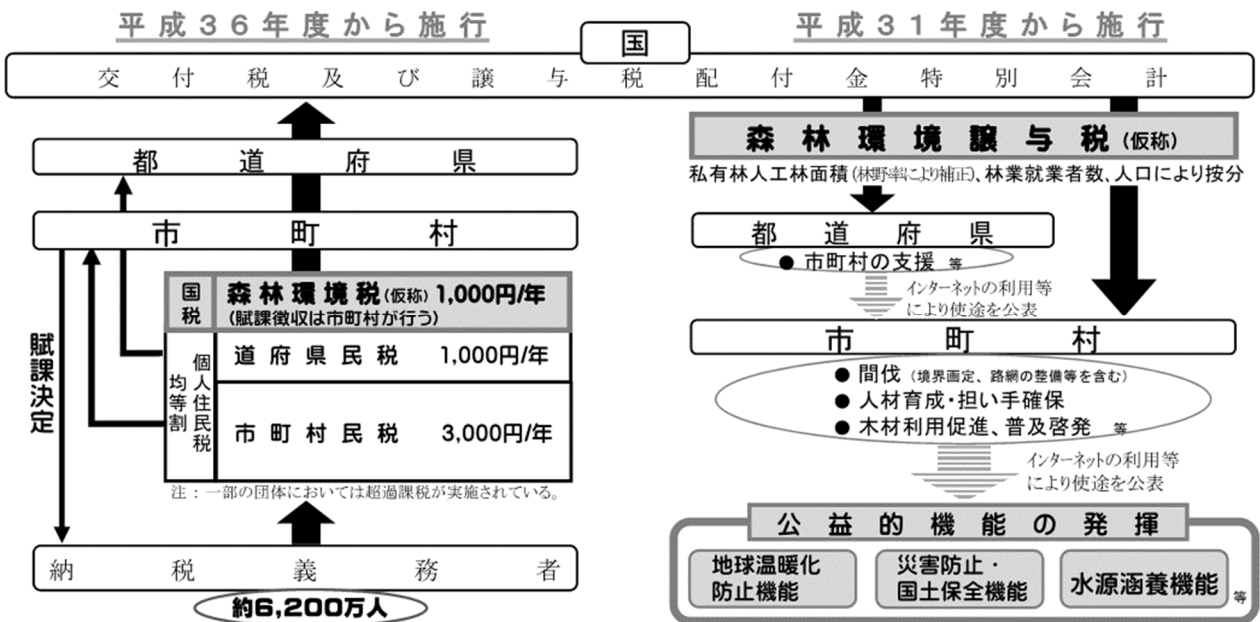 平成36年度から施行
平成31年度から施行
国
交付税及び譲与税配付金特別会計
都道府県
市町村
国税
森林環境税(仮称) 1,000円/年
(賦課徴収は市町村が行う)
個人住民税
均等割
道府県民税 1,000円/年
市町村民税 3,000円/年
注:一部の団体においては超過課税が実施されている。
賦課決定
納税義務者
約6,200万人
森林環境譲与税(仮称)
私有林人工林面積(林野率により補正)、林業就業者数、人口により按分
都道府県
● 市町村の支援 等
インターネットの利用等
により使途を公表
市町村
● 間伐(境界画定、路網の整備等を含む)
● 人材育成・担い手確保
● 木材利用促進、普及啓発 等
インターネットの利用等
により使途を公表
公益的機能の発揮
地球温暖化
防止機能
災害防止・
国土保全機能
水源涵養機能
等